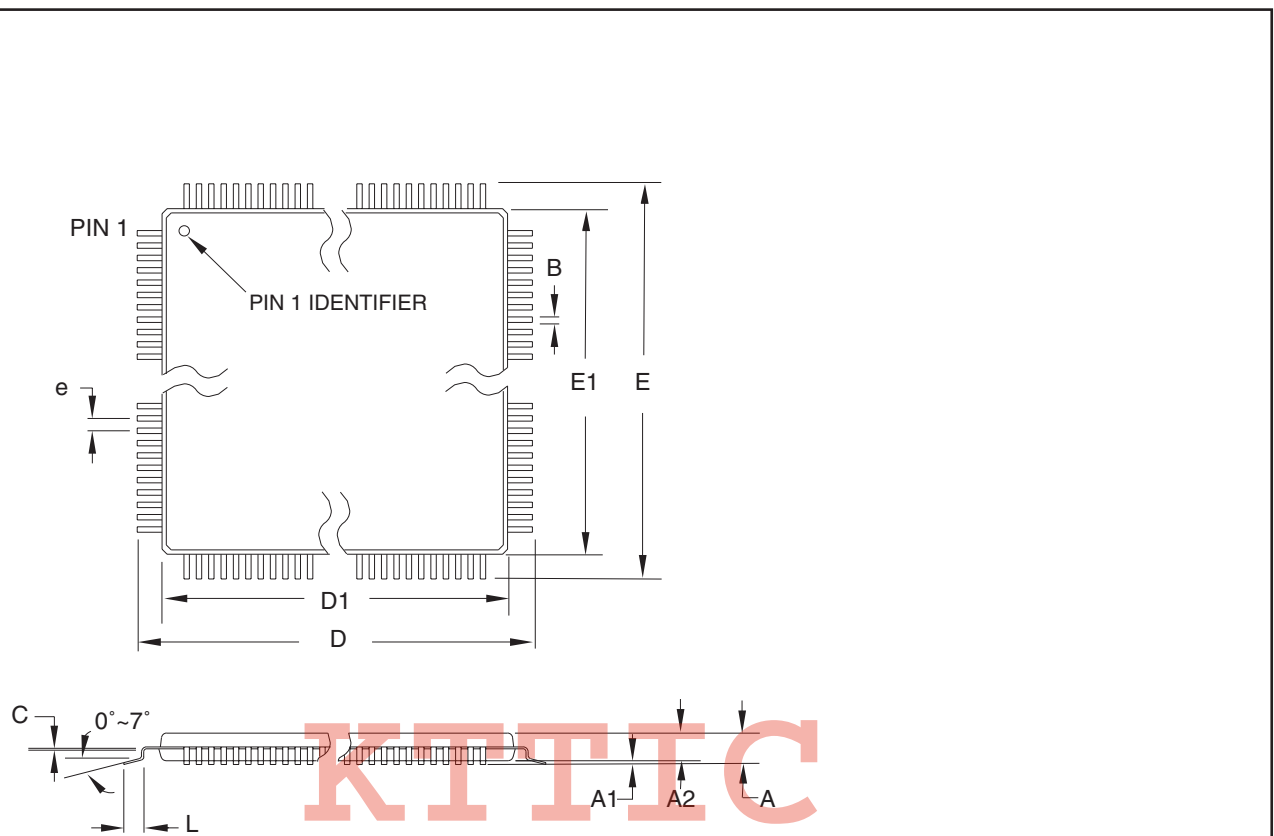 PIN 1
PIN 1 IDENTIFIER
B
e
E1 E
D1
D
C
0°~7°
KTTIC
A1 A2 A
L